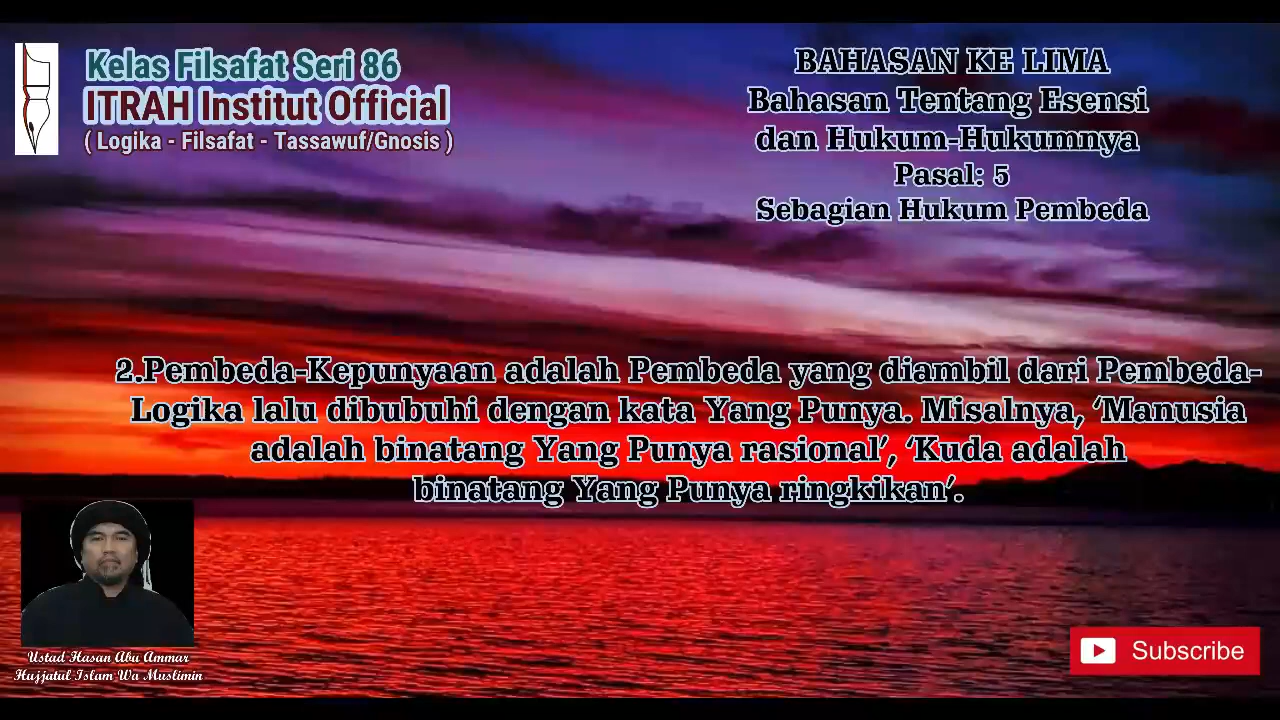 Kelas Filsafat Seri 86
ITRAH Institut Official
( Logika - Filsafat - Tassawuf/Gnosis )
BAHASAN KE LIMA
Bahasan Tentang Esensi
dan Hukum-Hukumnya
Pasal: 5
Sebagian Hukum Pembeda
2.Pembeda-Kepunyaan adalah Pembeda yang diambil dari Pembeda-
Logika lalu dibubuhi dengan kata Yang Punya. Misalnya, ‘Manusia
adalah binatang Yang Punya rasional’, ‘Kuda adalah
binatang Yang Punya ringkikan’.
Ustad Hasan Abu Ammar
Hujjatul Islam Wa Muslimin
Subscribe